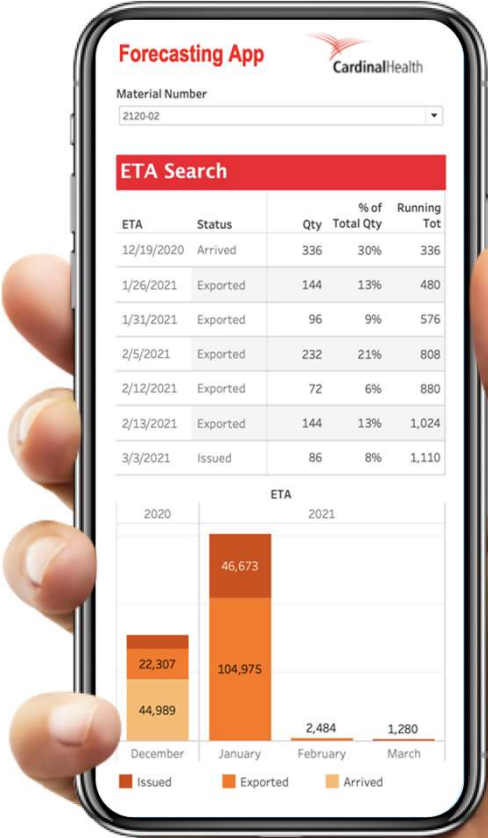 Forecasting App
CardinalHealth
Material Number
2120-02
ETA Search
ETA Status Qty % of Total Qty Running Tot
12/19/2020 Arrived 336 30% 336
1/26/2021 Exported 144 13% 480
1/31/2021 Exported 96 9% 576
2/5/2021 Exported 232 21% 808
2/12/2021 Exported 72 6% 880
2/13/2021 Exported 144 13% 1,024
3/3/2021 Issued 86 8% 1,110
ETA
2020 2021
46,673
22,307
104,975
44,989
2,484
1,280
December January February March
Issued Exported Arrived